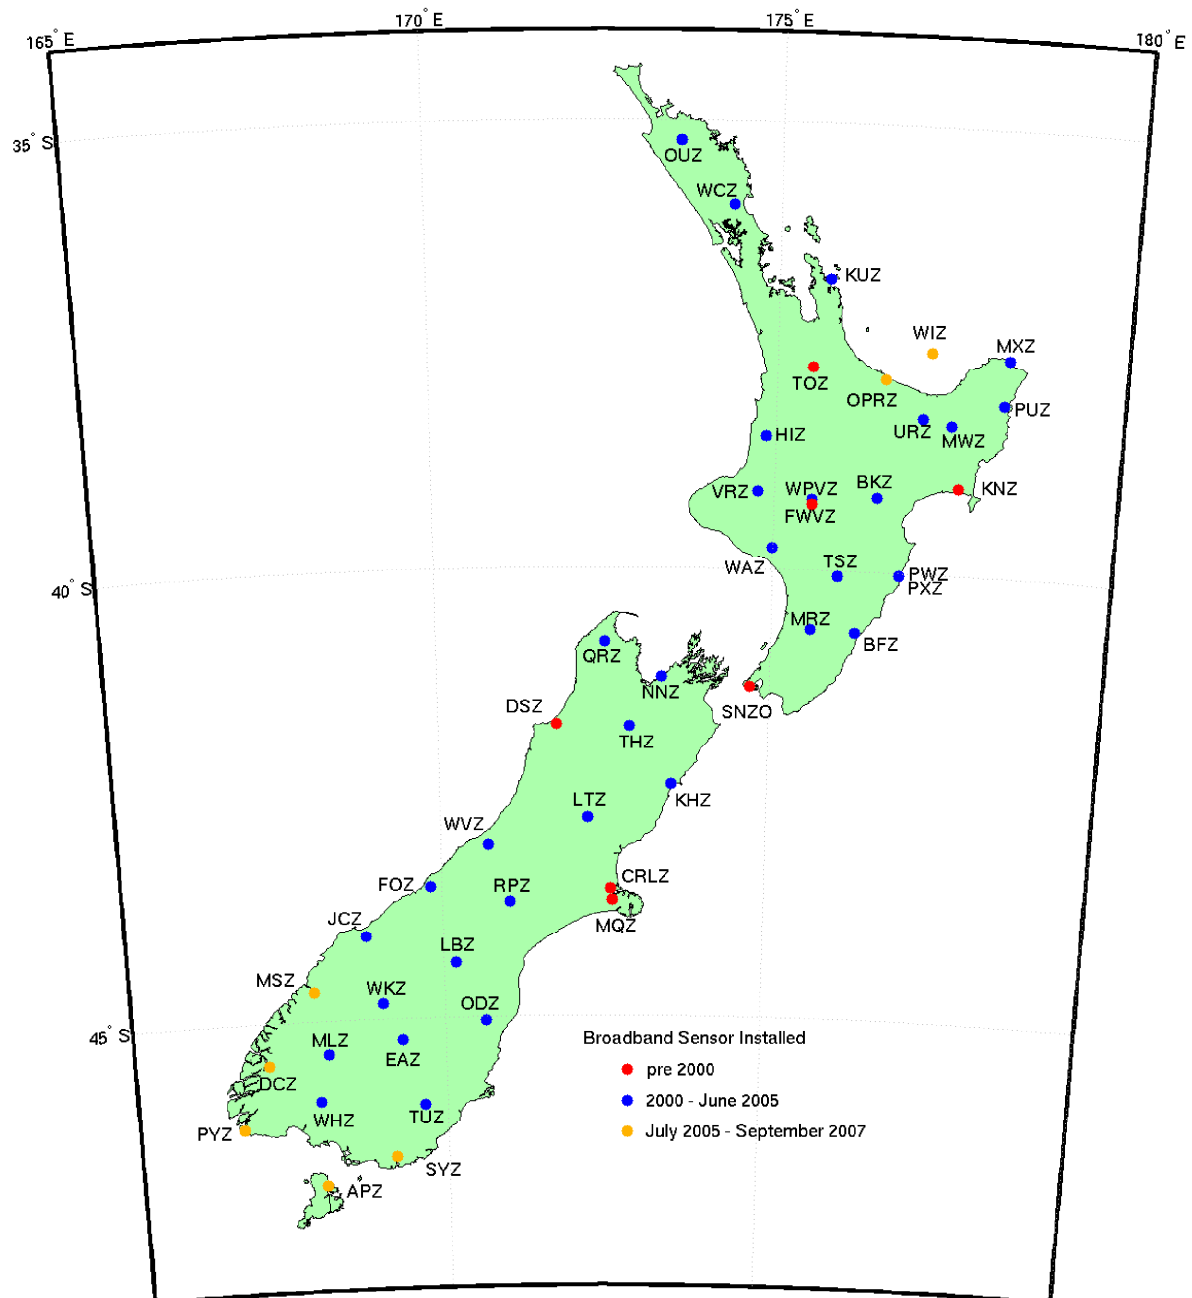 170° E
175° E
165° E
180° E
35° S
OUZ
WCZ
KUZ
WIZ
MXZ
TOZ
OPRZ
PUZ
URZ
MWZ
HIZ
VRZ
WPVZ
BKZ
KNZ
FWVZ
WAZ
TSZ
PWZ
PXZ
40° S
MRZ
BFZ
QRZ
NNZ
DSZ
SNZO
THZ
LTZ
KHZ
WVZ
FOZ
RPZ
CRLZ
JCZ
MQZ
LBZ
MSZ
WKZ
ODZ
45° S
MLZ
EAZ
DCZ
WHZ
TUZ
PYZ
SYZ
APZ
Broadband Sensor Installed
pre 2000
2000 - June 2005
July 2005 - September 2007